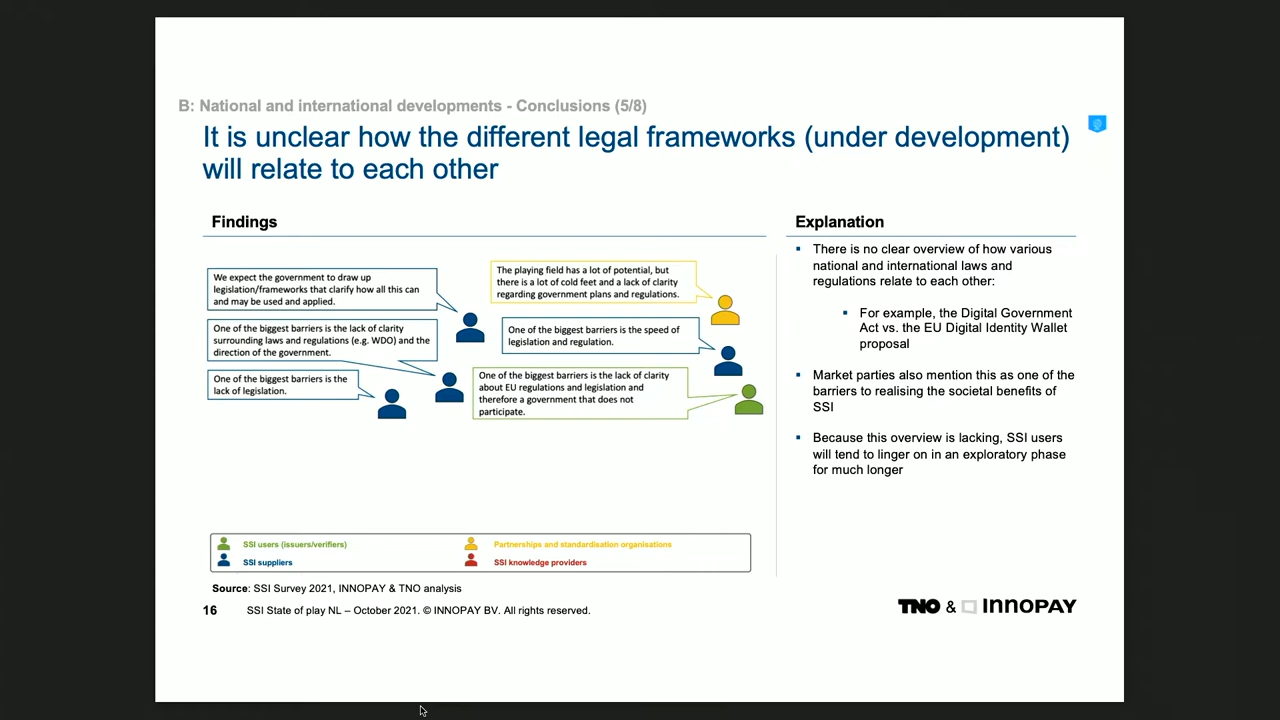 B: National and international developments - Conclusions (5/8)
It is unclear how the different legal frameworks (under development)
will relate to each other
Findings
We expect the government to draw up
legislation/frameworks that clarify how all this can
and may be used and applied.
One of the biggest barriers is the lack of clarity
surrounding laws and regulations (e.g. WDO) and the
direction of the government.
One of the biggest barriers is the
lack of legislation.
The playing field has a lot of potential, but
there is a lot of cold feet and a lack of clarity
regarding government plans and regulations.
One of the biggest barriers is the speed of
legislation and regulation.
One of the biggest barriers is the lack of clarity
about EU regulations and legislation and
therefore a government that does not
participate.
Explanation
▪ There is no clear overview of how various
national and international laws and
regulations relate to each other:
▪ For example, the Digital Government
Act vs. the EU Digital Identity Wallet
proposal
▪ Market parties also mention this as one of the
barriers to realising the societal benefits of
SSI
▪ Because this overview is lacking, SSI users
will tend to linger on in an exploratory phase
for much longer
SSI users (issuers/verifiers)
Partnerships and standardisation organisations
SSI suppliers
SSI knowledge providers
Source: SSI Survey 2021, INNOPAY & TNO analysis
16 SSI State of play NL – October 2021. © INNOPAY BV. All rights reserved.
TNO & INNOPAY